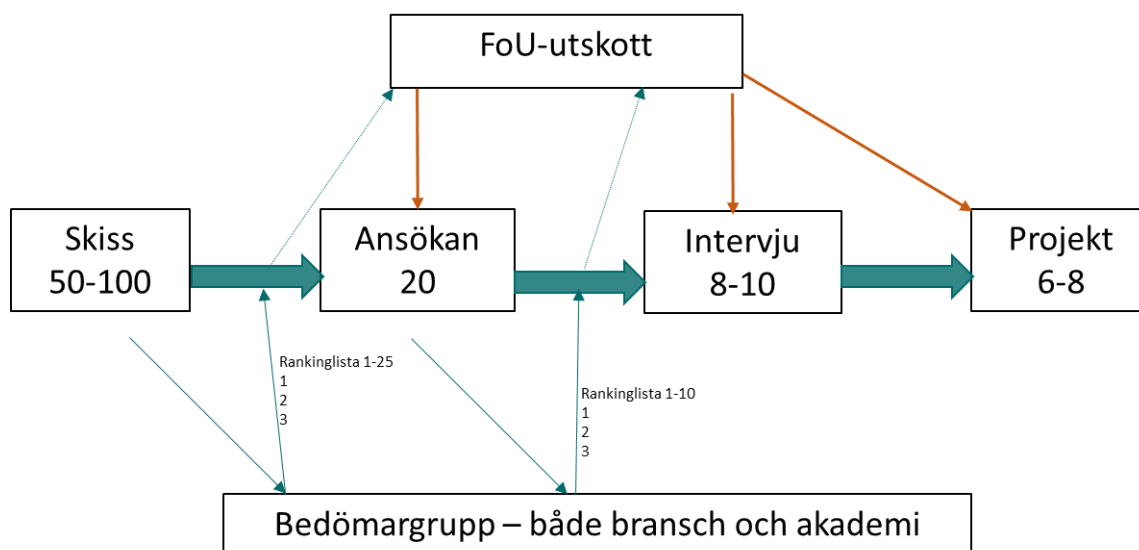 FoU-utskott
Skiss
50-100
Ansökan
20
Intervju
8-10
Projekt
6-8
Rankinglista 1-25
1
2
3
Rankinglista 1-10
1
2
3
Bedömargrupp – både bransch och akademi